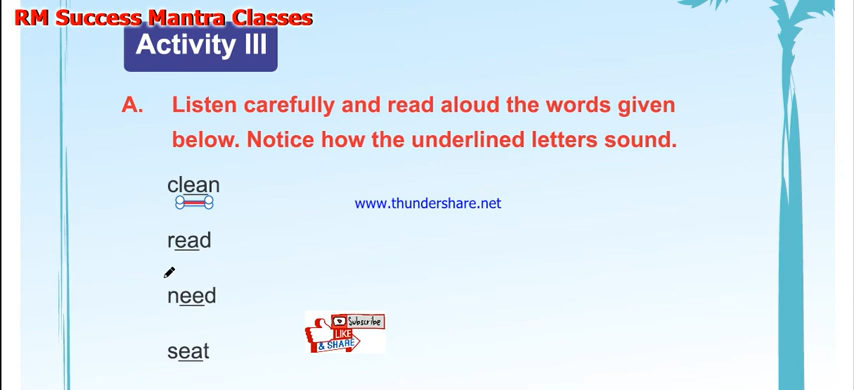 RM Success Mantra Classes
Activity III
A. Listen carefully and read aloud the words given
below. Notice how the underlined letters sound.
clean
www.thundershare.net
read
need
Subscribe
LIKE
& SHARE
seat